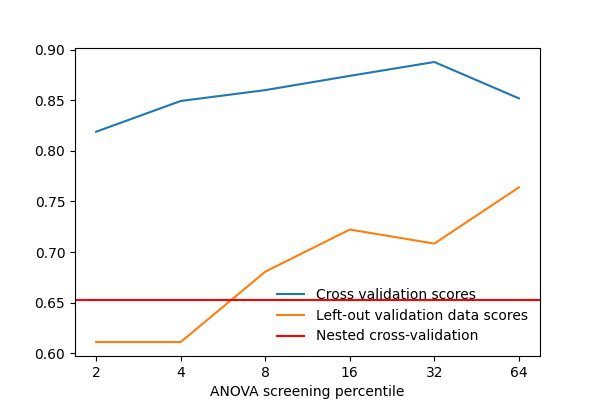 0.90
0.85
0.80
0.75
0.70
0.65
0.60
Cross validation scores
Left-out validation data scores
Nested cross-validation
2 4 8 16 32 64
ANOVA screening percentile